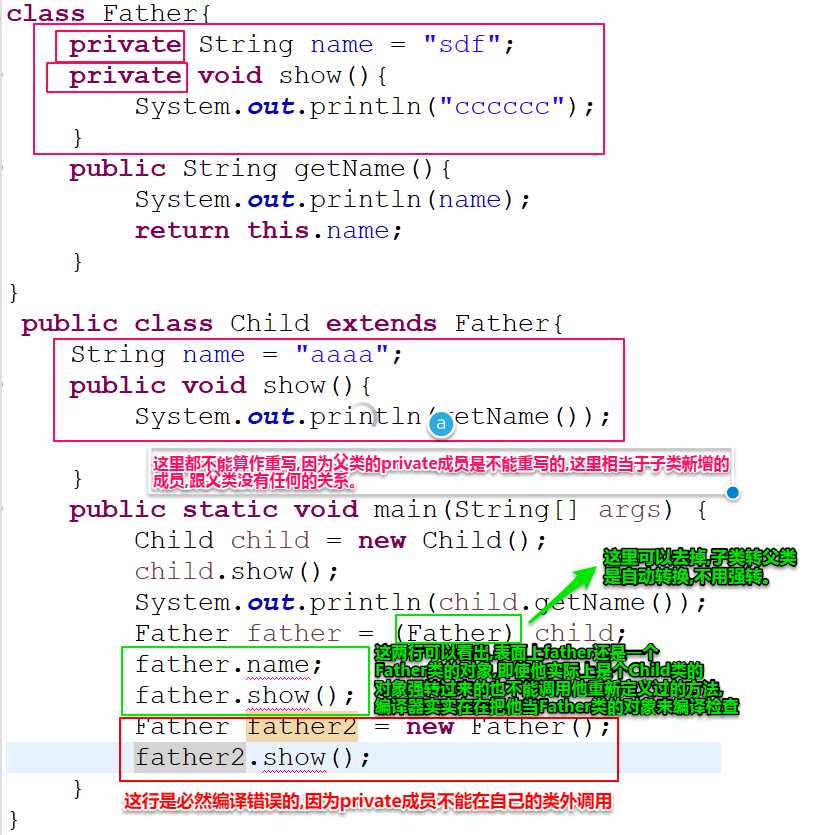 class Father{
private String name = "sdf";
private void show(){
System.out.println("cccccc");
}
public String getName(){
System.out.println(name);
return this.name;
}
}
public class Child extends Father{
String name = "aaaa";
public void show(){
System.out.println(getName());
a
这里都不能算作重写,因为父类的private成员是不能重写的,这里相当于子类新增的
成员,跟父类没有任何的关系。
}
public static void main(String[] args) {
Child child = new Child();
child.show();
这里可以去掉,子类转父类
是自动转换,不用强转。
System.out.println(child.getName());
Father father = (Father) child;
father.name;
father.show();
这两行可以看出,表面上father还是一个
Father类的对象,即使他实际上是个Child类的
对象强转过来的也不能调用他重新定义过的方法,
编译器实实在在把他当Father类的对象来编译检查
Father father2 = new Father();
father2.show();
}
这行是必然编译错误的,因为private成员不能在自己的类外调用
}